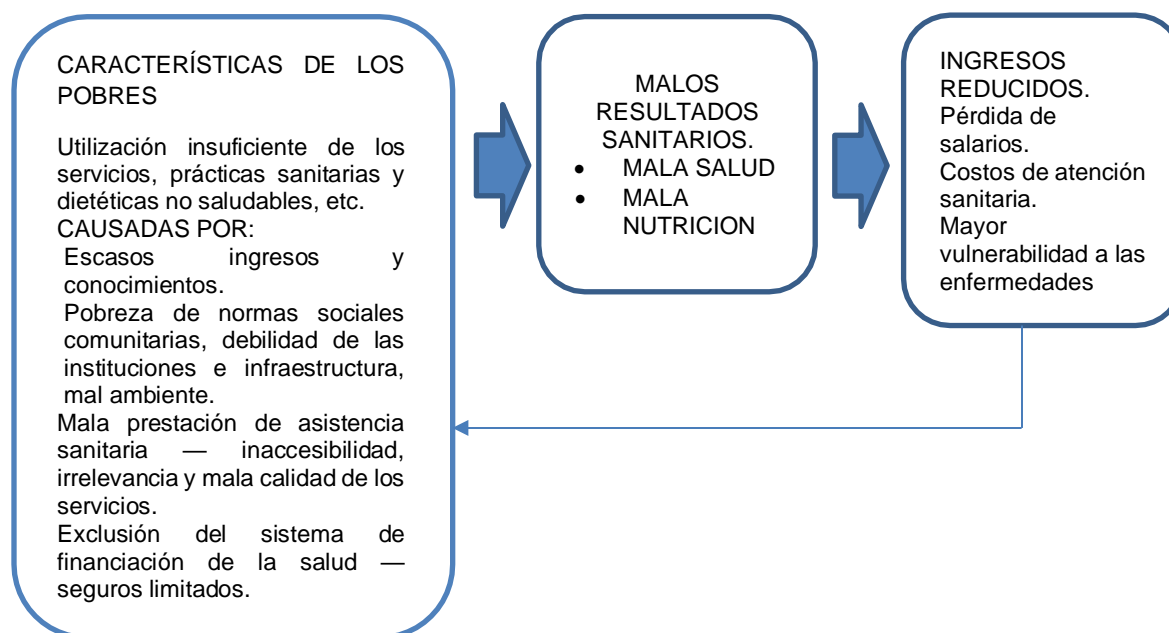 CARACTERÍSTICAS DE LOS
POBRES
Utilización insuficiente de los
servicios, prácticas sanitarias y
dietéticas no saludables, etc.
CAUSADAS POR:
Escasos ingresos y
conocimientos.
Pobreza de normas sociales
comunitarias, debilidad de las
instituciones e infraestructura,
mal ambiente.
Mala prestación de asistencia
sanitaria — inaccesibilidad,
irrelevancia y mala calidad de los
servicios.
Exclusión del sistema de
financiación de la salud —
seguros limitados.
MALOS
RESULTADOS
SANITARIOS.
• MALA SALUD
• MALA
NUTRICION
INGRESOS
REDUCIDOS.
Pérdida de
salarios.
Costos de atención
sanitaria.
Mayor
vulnerabilidad a las
enfermedades